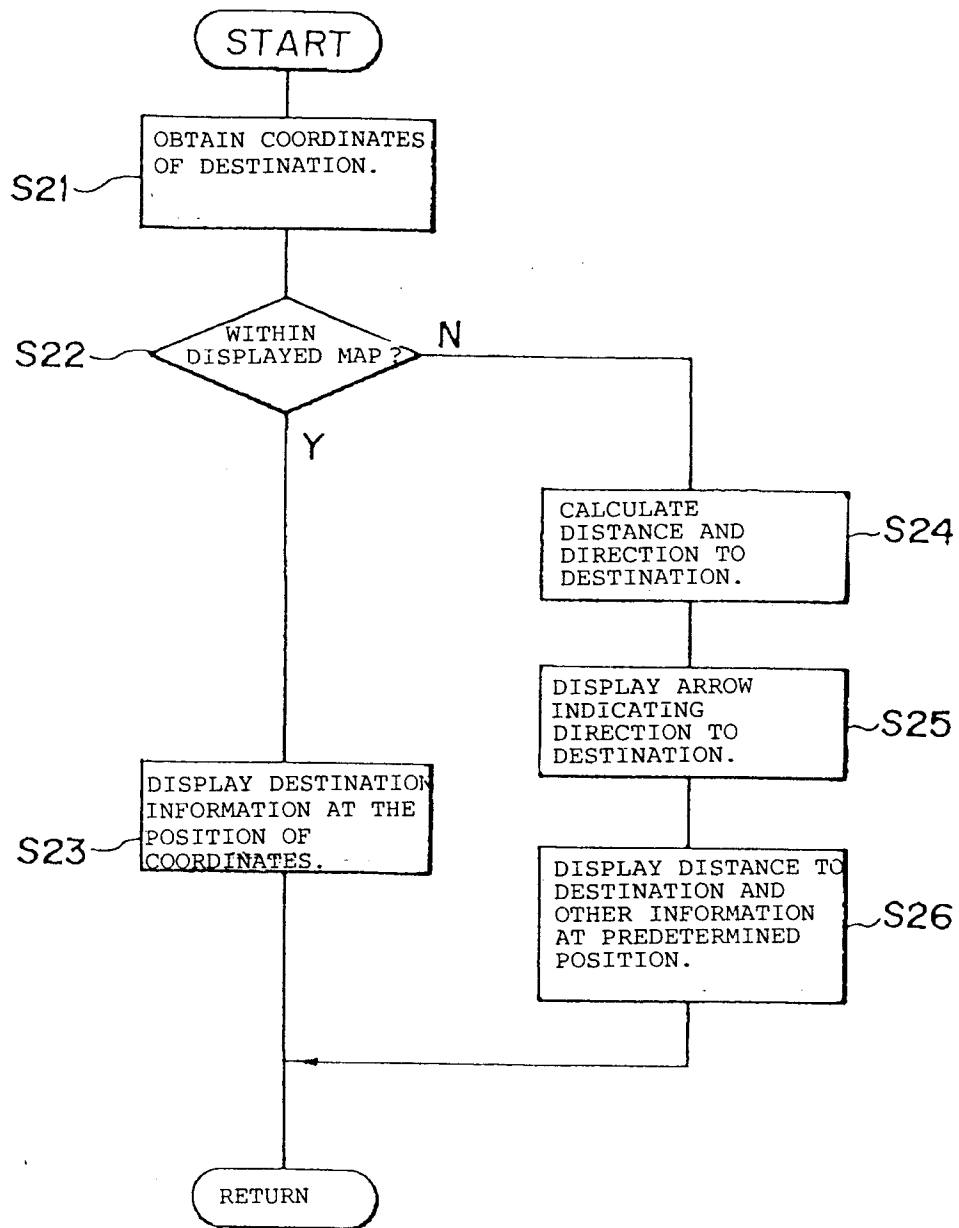 START
OBTAIN COORDINATES
OF DESTINATION.
S21
WITHIN
DISPLAYED MAP?
S22
N
Y
CALCULATE
DISTANCE AND
DIRECTION TO
DESTINATION.
S24
DISPLAY ARROW
INDICATING
DIRECTION TO
DESTINATION.
S25
DISPLAY DESTINATION
INFORMATION AT THE
POSITION OF
COORDINATES.
S23
DISPLAY DISTANCE TO
DESTINATION AND
OTHER INFORMATION
AT PREDETERMINED
POSITION.
S26
RETURN